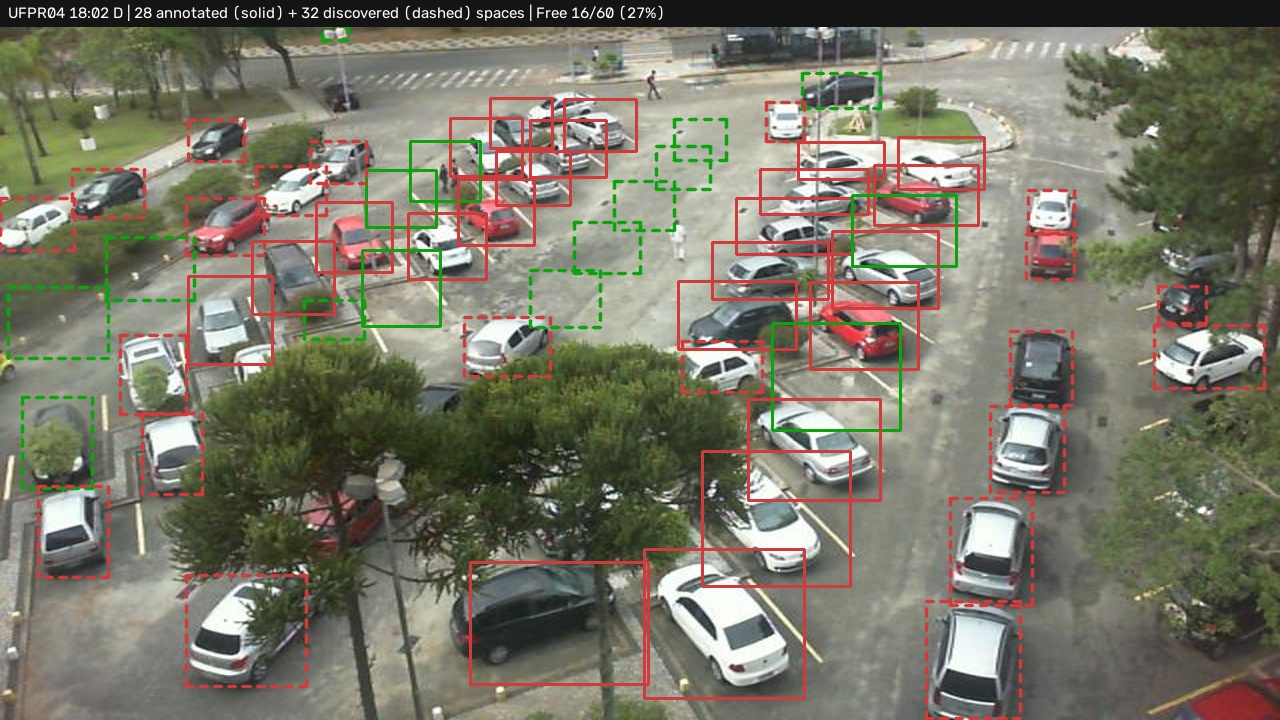 UFPR04 18:02 D | 28 annotated (solid) + 32 discovered (dashed) spaces | Free 16/60 (27%)